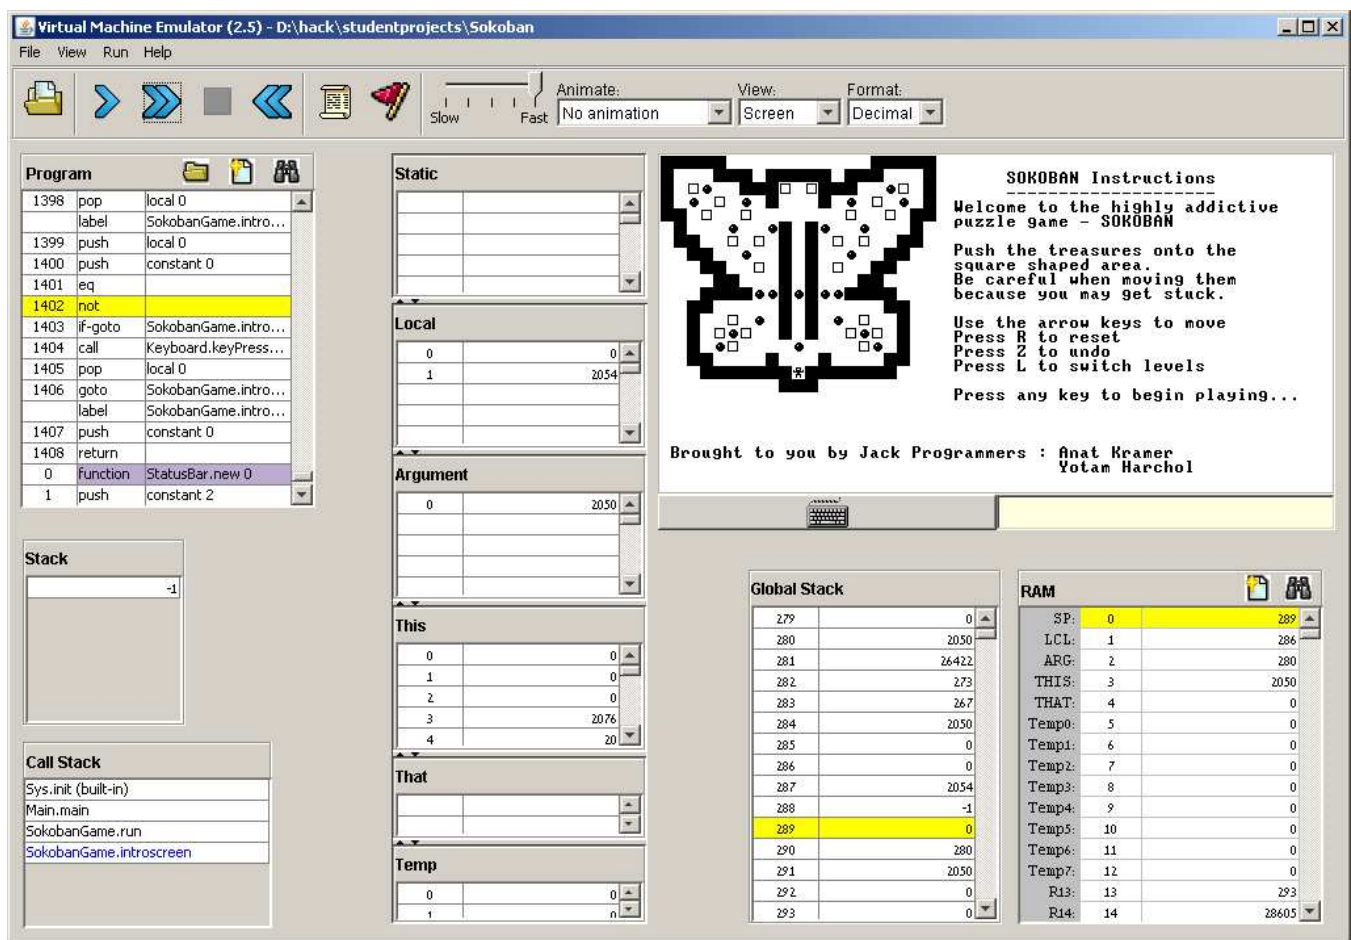 Virtual Machine Emulator (2.5) - D:\hack\studentprojects\Sokoban
File View Run Help
Slow Fast
Animate:
No animation
View:
Screen
Format:
Decimal
Program
1398 pop local 0
label SokobanGame.intro...
1399 push local 0
1400 push constant 0
1401 eq
1402 not
1403 if-goto SokobanGame.intro...
1404 call Keyboard.keyPress...
1405 pop local 0
1406 goto SokobanGame.intro...
label SokobanGame.intro...
1407 push constant 0
1408 return
0 function StatusBar.new 0
1 push constant 2
Stack
-1
Call Stack
Sys.init (built-in)
Main.main
SokobanGame.run
SokobanGame.introscreen
Static
Local
0 0
1 2054
Argument
0 2050
This
0 0
1 0
2 0
3 2076
4 20
That
Temp
0 0
1 0
SOKOBAN Instructions
--------------------
Welcome to the highly addictive
puzzle game - SOKOBAN
Push the treasures onto the
square shaped area.
Be careful when moving them
because you may get stuck.
Use the arrow keys to move
Press R to reset
Press Z to undo
Press L to switch levels
Press any key to begin playing...
Brought to you by Jack Programmers : Anat Kramer
Yotam Harchol
Global Stack
279 0
280 2050
281 26422
282 273
283 267
284 2050
285 0
286 0
287 2054
288 -1
289 0
290 280
291 2050
292 0
293 0
RAM
SP: 0 289
LCL: 1 286
ARG: 2 280
THIS: 3 2050
THAT: 4 0
Temp0: 5 0
Temp1: 6 0
Temp2: 7 0
Temp3: 8 0
Temp4: 9 0
Temp5: 10 0
Temp6: 11 0
Temp7: 12 0
R13: 13 293
R14: 14 28605